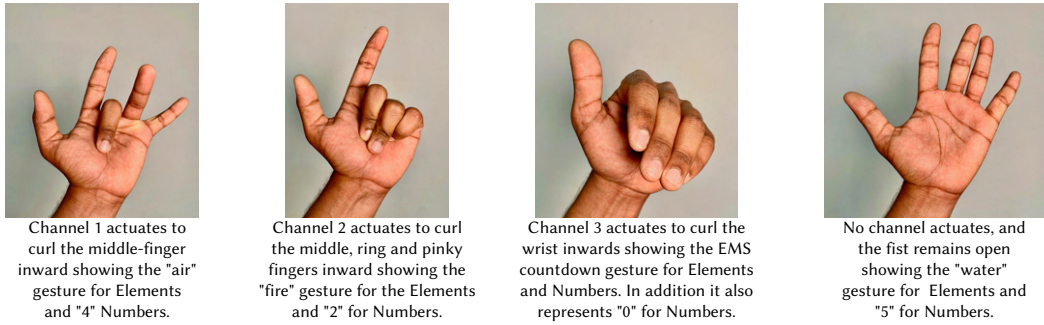 Channel 1 actuates to
curl the middle-finger
inward showing the "air"
gesture for Elements
and "4" Numbers.
Channel 2 actuates to curl
the middle, ring and pinky
fingers inward showing the
"fire" gesture for the Elements
and "2" for Numbers.
Channel 3 actuates to curl the
wrist inwards showing the EMS
countdown gesture for Elements
and Numbers. In addition it also
represents "0" for Numbers.
No channel actuates, and
the fist remains open
showing the "water"
gesture for Elements and
"5" for Numbers.